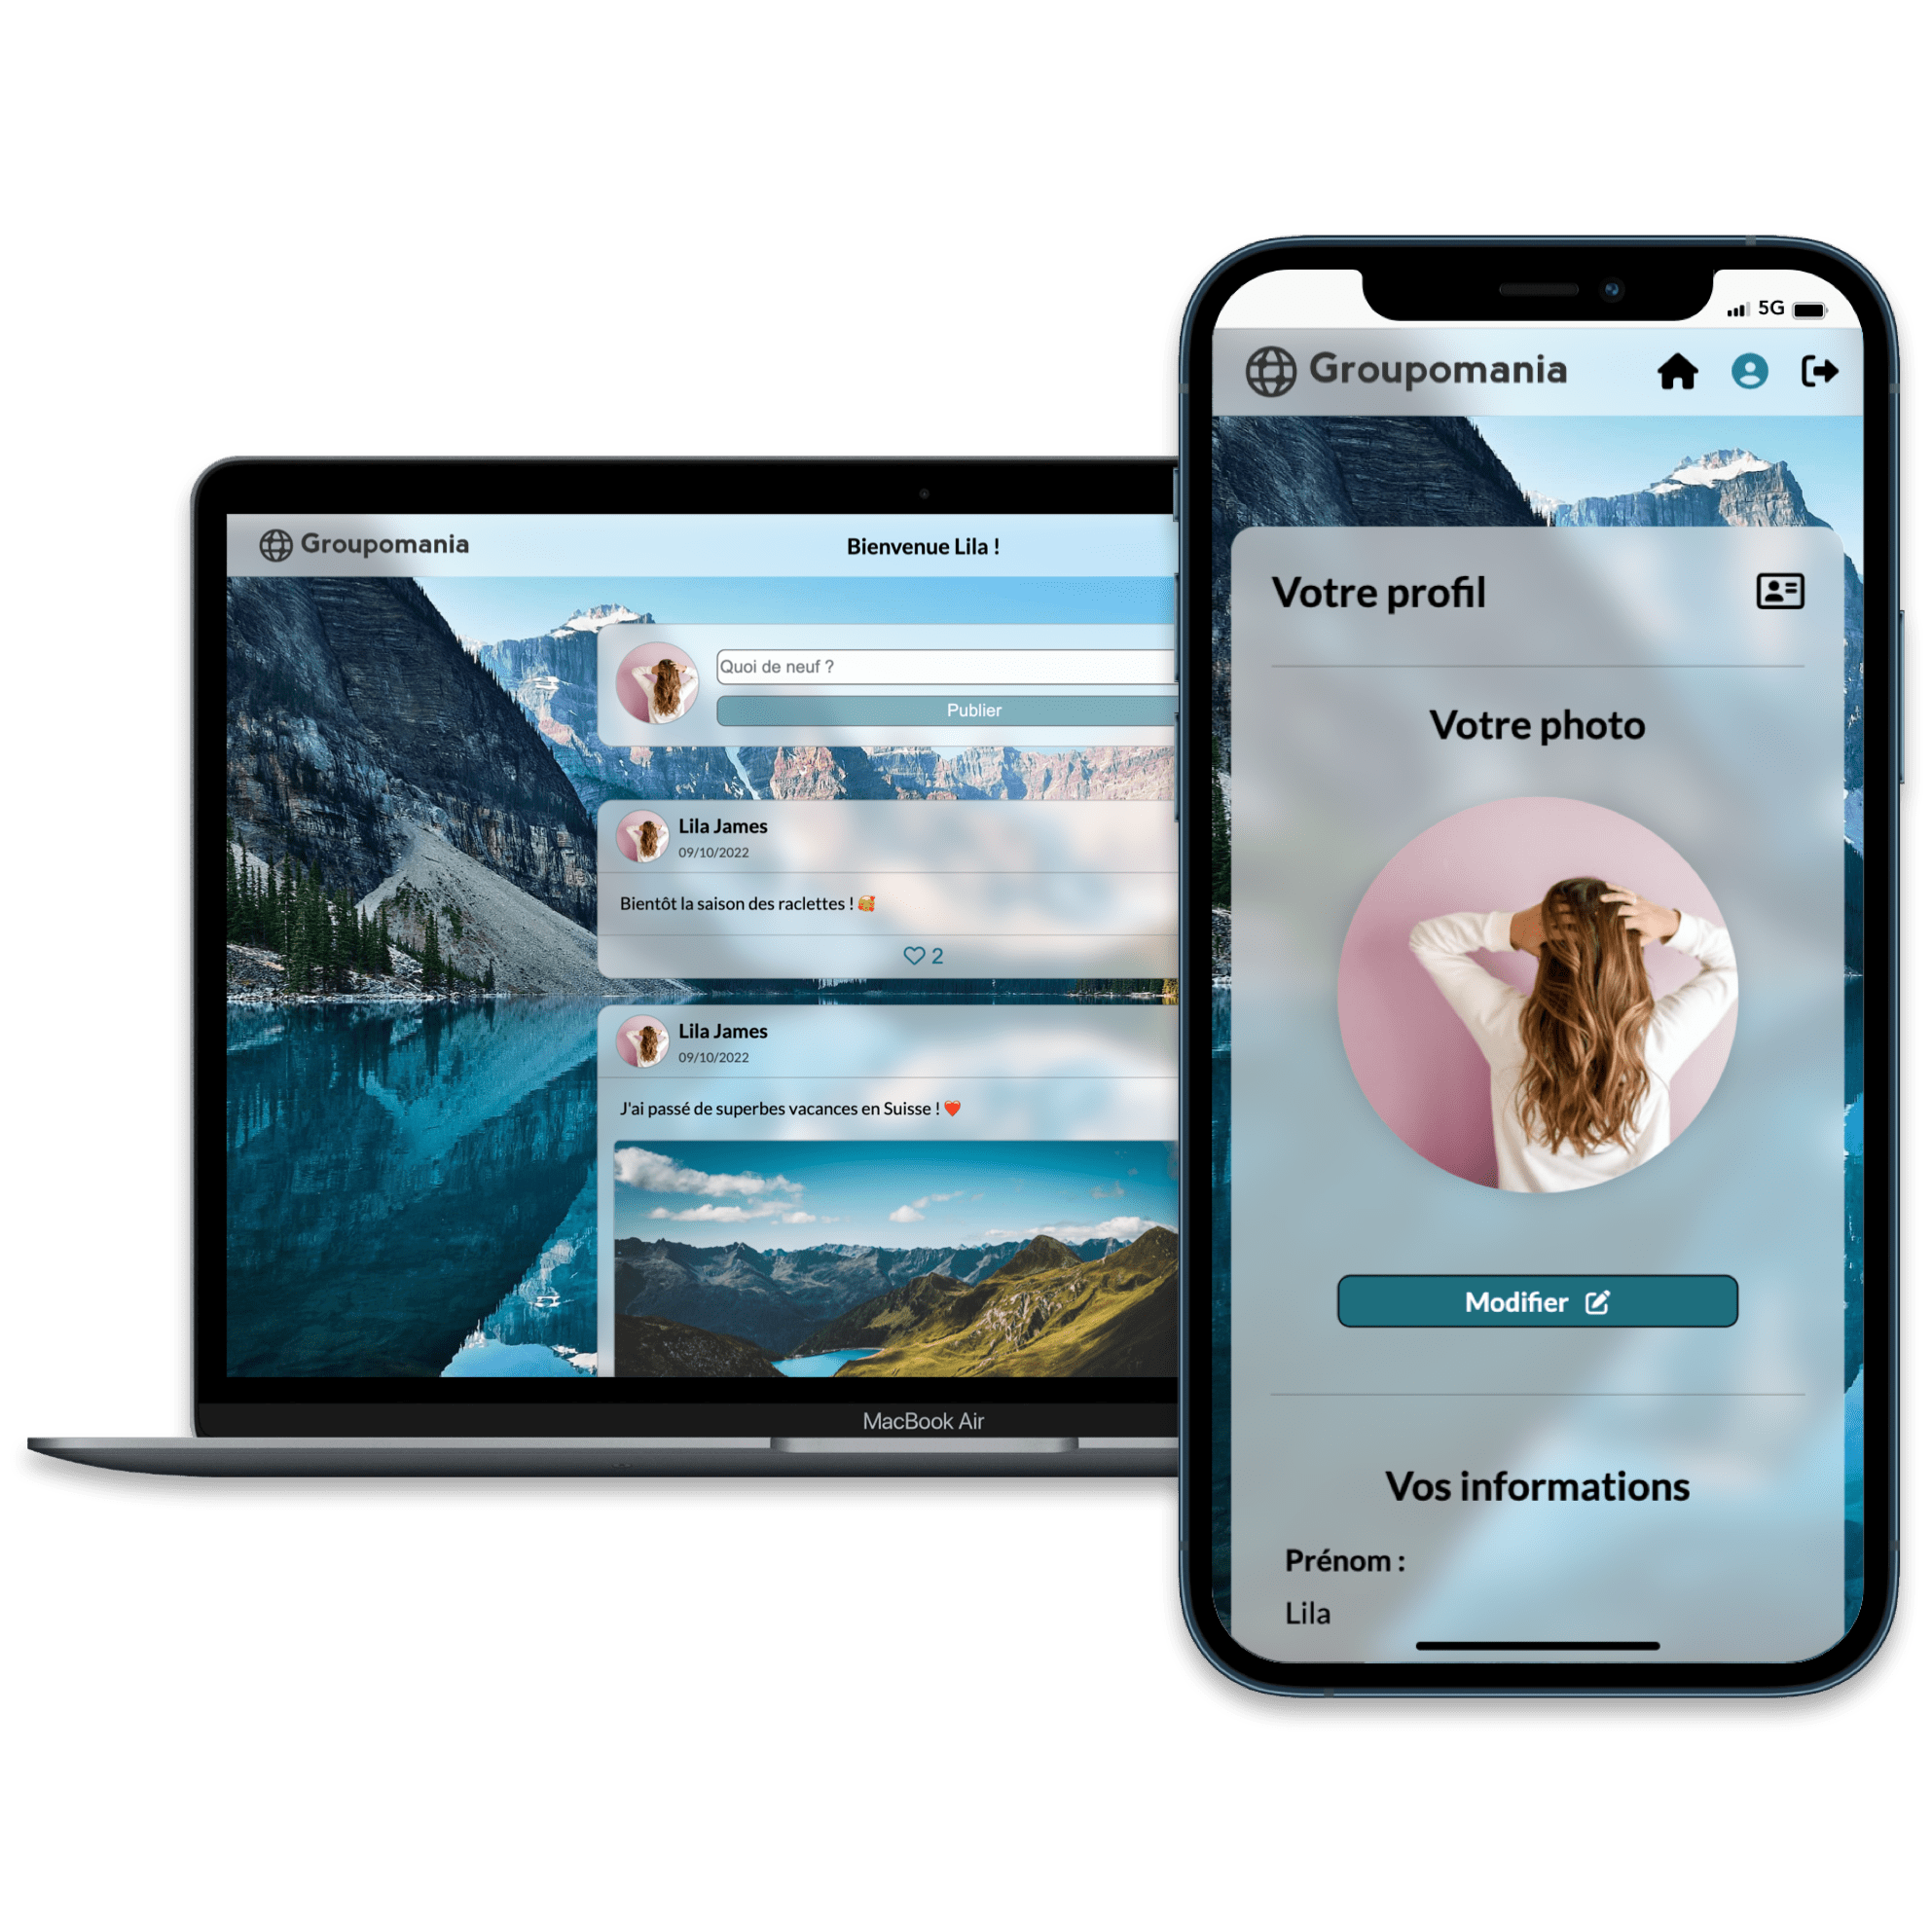 Groupomania
Bienvenue Lila !
Quoi de neuf ?
Publier
Lila James
09/10/2022
Bientôt la saison des raclettes ! 🥰
2
Lila James
09/10/2022
J'ai passé de superbes vacances en Suisse ! ❤️
MacBook Air
5G
Groupomania
Votre profil
Votre photo
Modifier
Vos informations
Prénom :
Lila